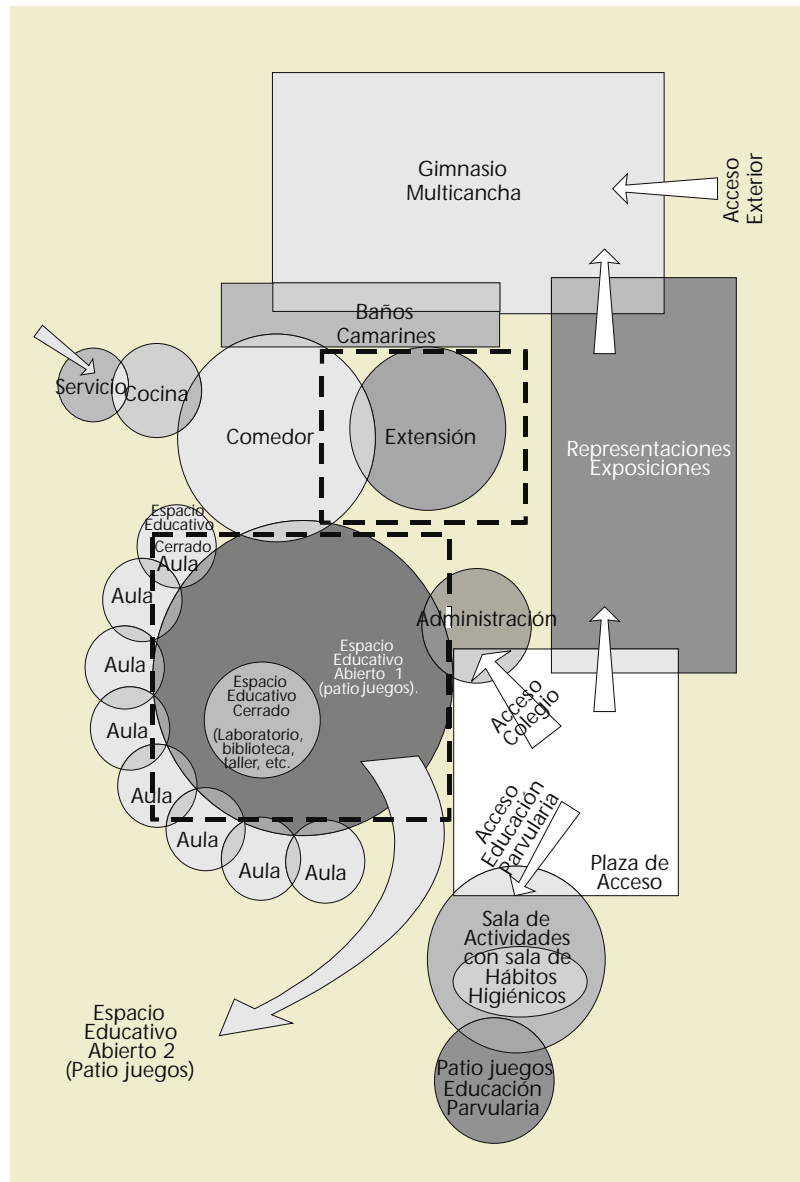 Gimnasio
Multicancha
Acceso
Exterior
Baños
Camarines
Servicio
Cocina
Comedor
Extensión
Representaciones
Exposiciones
Espacio
Educativo
Cerrado
Aula
Aula
Aula
Aula
Aula
Aula
Aula
Aula
Administración
Espacio
Educativo
Abierto 1
(patio juegos).
Espacio
Educativo
Cerrado
(Laboratorio,
biblioteca,
taller, etc.
Acceso
Colegio
Acceso
Educación
Parvularia
Plaza de
Acceso
Sala de
Actividades
con sala de
Hábitos
Higiénicos
Espacio
Educativo
Abierto 2
(Patio juegos)
Patio juegos
Educación
Parvularia